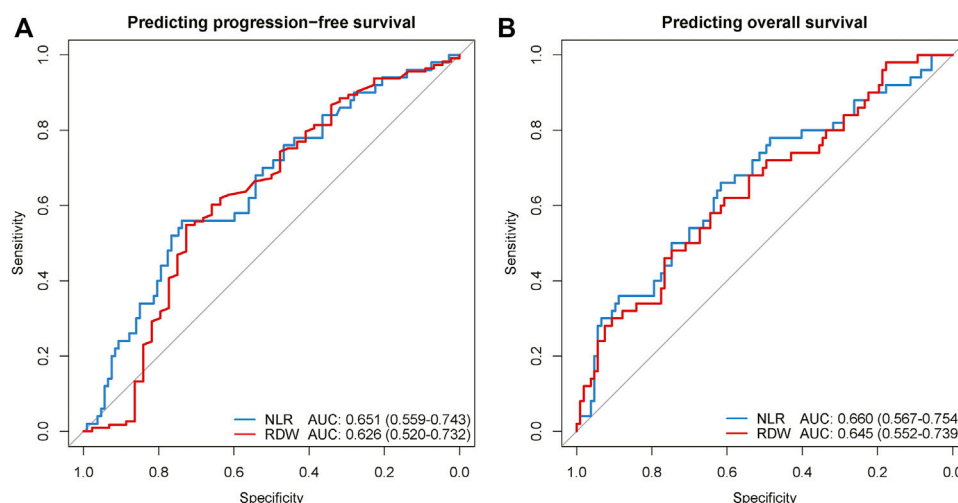 A
Predicting progression−free survival
Sensitivity
1.0
0.8
0.6
0.4
0.2
0.0
NLR AUC: 0.651 (0.559-0.743)
RDW AUC: 0.626 (0.520-0.732)
1.0 0.8 0.6 0.4 0.2 0.0
Specificity
B
Predicting overall survival
Sensitivity
1.0
0.8
0.6
0.4
0.2
0.0
NLR AUC: 0.660 (0.567-0.754
RDW AUC: 0.645 (0.552-0.739
1.0 0.8 0.6 0.4 0.2 0.0
Specificity